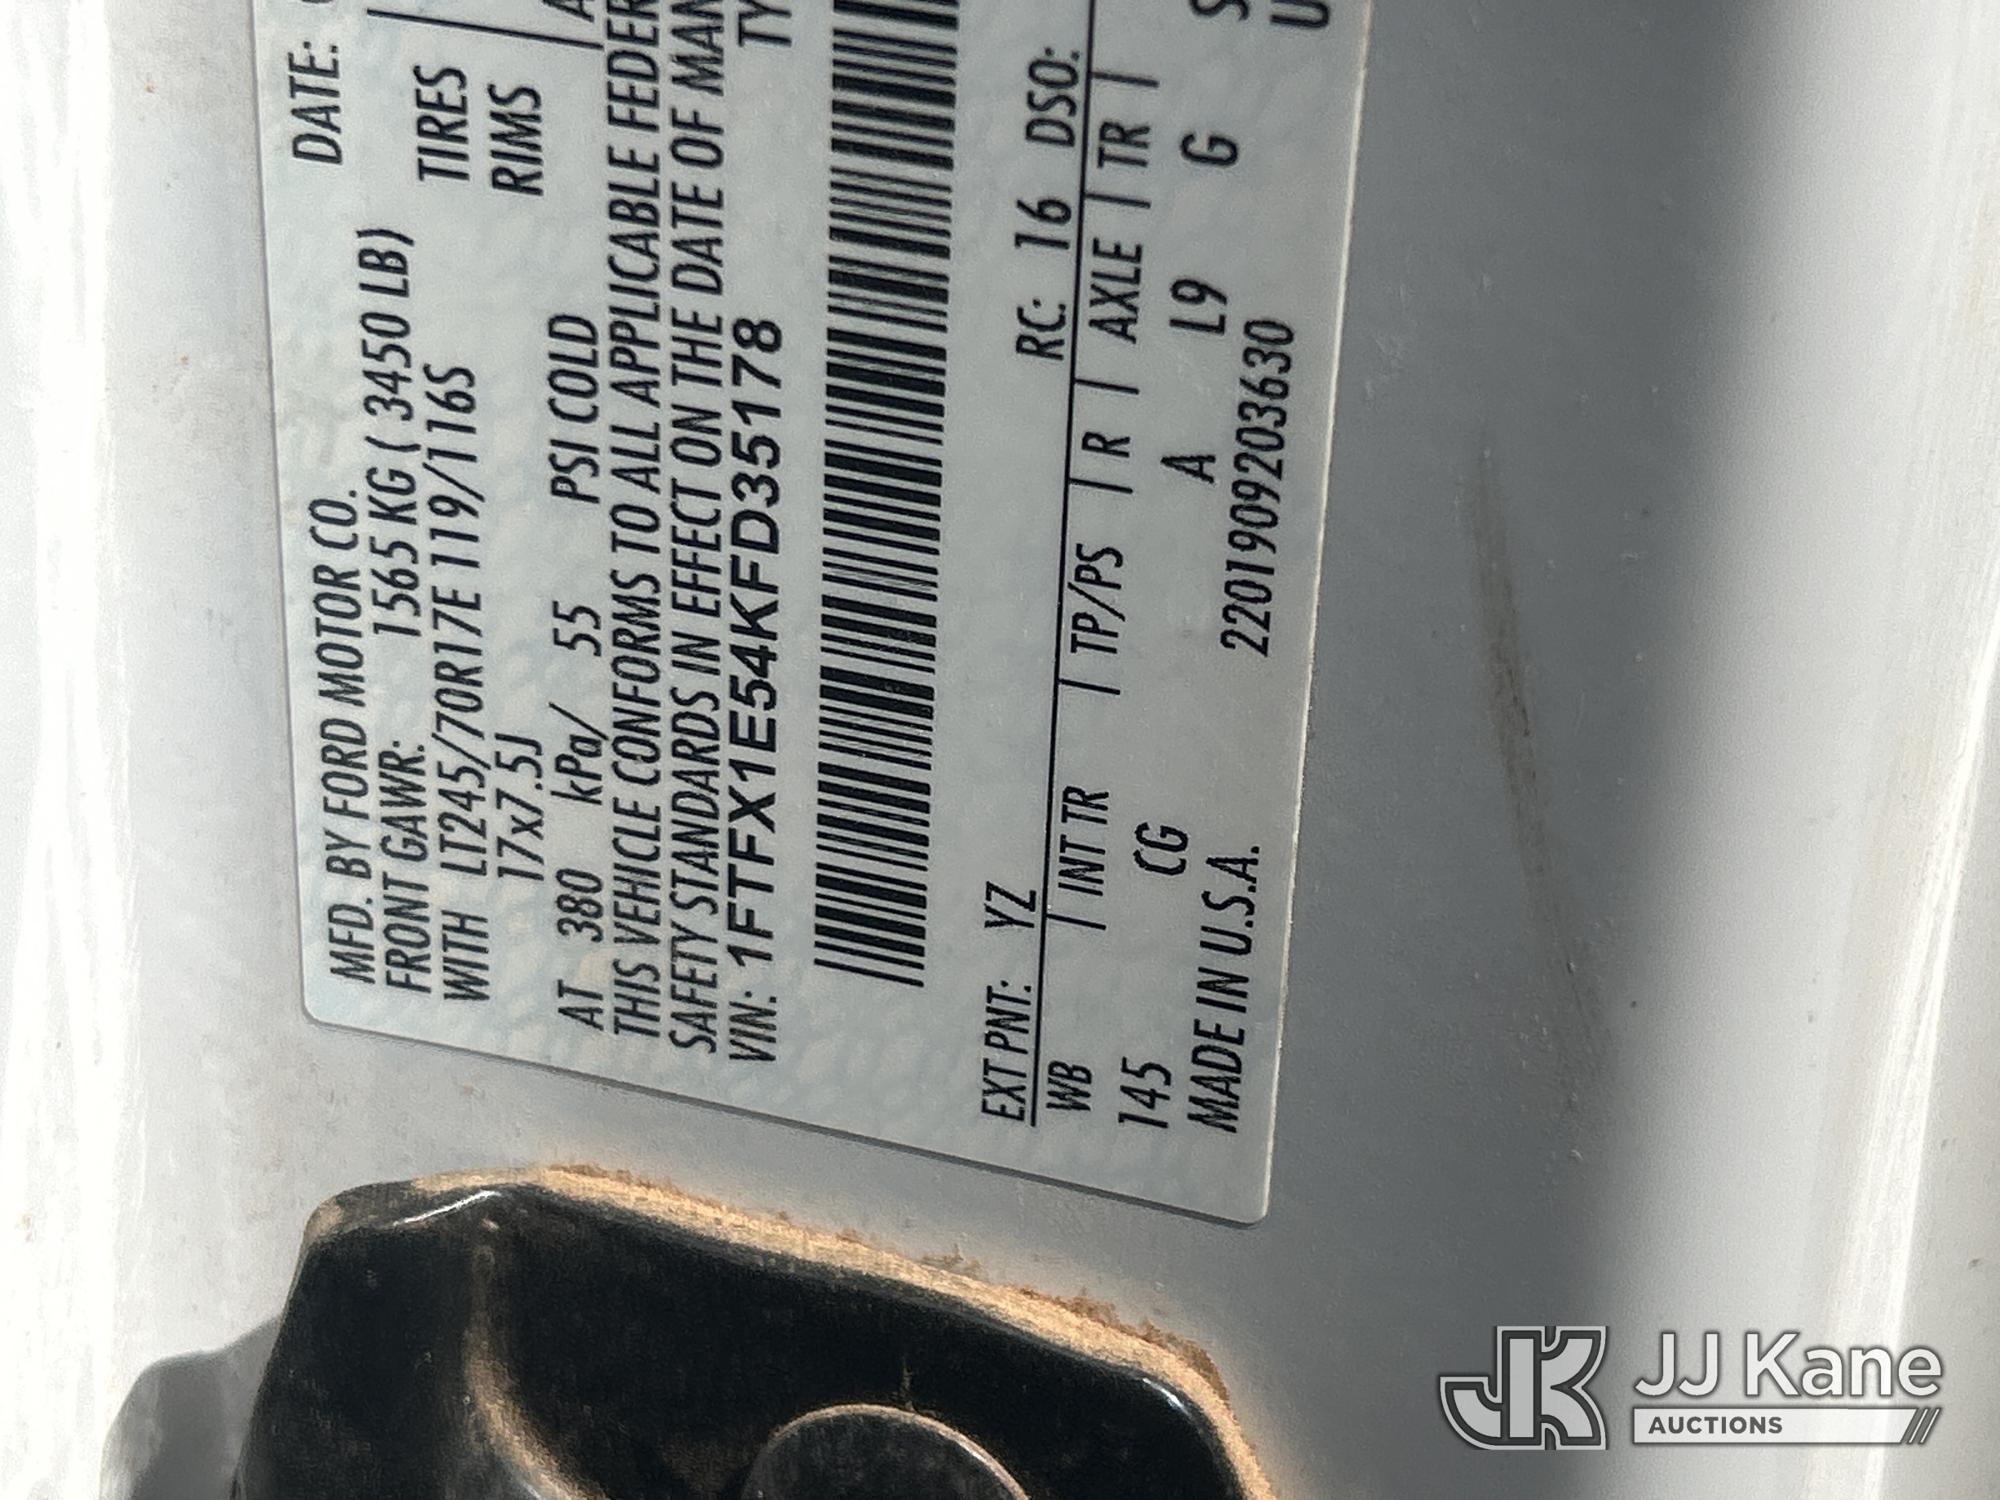 MFD. BY FORD MOTOR CO.
DATE:
FRONT GAWR: 1565 KG ( 3450 LB)
WITH LT245/70R17E 119/116S TIRES
17x7.5J RIMS
AT 380 kPa/ 55 PSI COLD
THIS VEHICLE CONFORMS TO ALL APPLICABLE FEDER
SAFETY STANDARDS IN EFFECT ON THE DATE OF MAN
VIN: 1FTFX1E54KFD35178 TY
EXT PNT: YZ RC: 16 DSO:
WB | INT TR | TP/PS | R | AXLE | TR |
145 CG A A L9 G S
MADE IN U.S.A. 2201909203630 U
JK JJ Kane
AUCTIONS